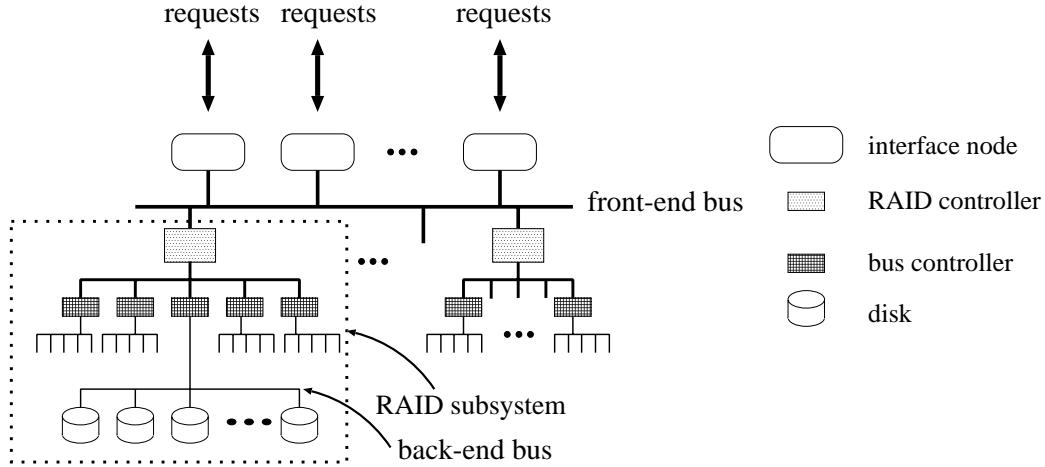 requests
requests
requests
interface node
front-end bus
RAID controller
bus controller
disk
RAID subsystem
back-end bus